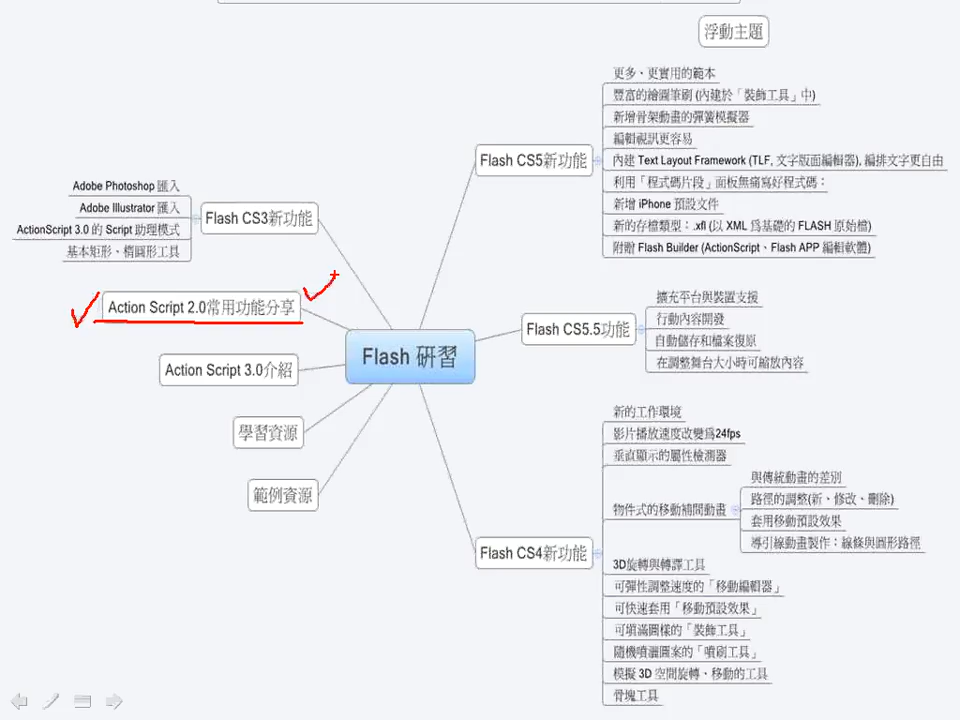 浮動主題
Flash 研習
Flash CS5新功能
更多、更實用的範本
豐富的繪圖筆刷 (內建於「裝飾工具」中)
新增骨架動畫的彈簧模擬器
編輯視訊更容易
內建 Text Layout Framework (TLF, 文字版面編輯器), 編排文字更自由
利用「程式碼片段」面板無痛寫好程式碼：
新增 iPhone 預設文件
新的存檔類型：.xfl (以 XML 為基礎的 FLASH 原始檔)
附贈 Flash Builder (ActionScript、Flash APP 編輯軟體)
Flash CS5.5功能
擴充平台與裝置支援
行動內容開發
自動儲存和檔案復原
在調整舞台大小時可縮放內容
Flash CS4新功能
新的工作環境
影片播放速度改變為24fps
垂直顯示的屬性檢測器
物件式的移動補間動畫
與傳統動畫的差別
路徑的調整(新、修改、刪除)
套用移動預設效果
導引線動畫製作：線條與圖形路徑
3D旋轉與轉譯工具
可彈性調整速度的「移動編輯器」
可快速套用「移動預設效果」
可填滿圖樣的「裝飾工具」
隨機噴灑圖案的「噴刷工具」
模擬 3D 空間旋轉、移動的工具
骨塊工具
Flash CS3新功能
Adobe Photoshop 匯入
Adobe Illustrator 匯入
ActionScript 3.0 的 Script 助理模式
基本矩形、橢圓形工具
Action Script 2.0常用功能分享
Action Script 3.0介紹
學習資源
範例資源